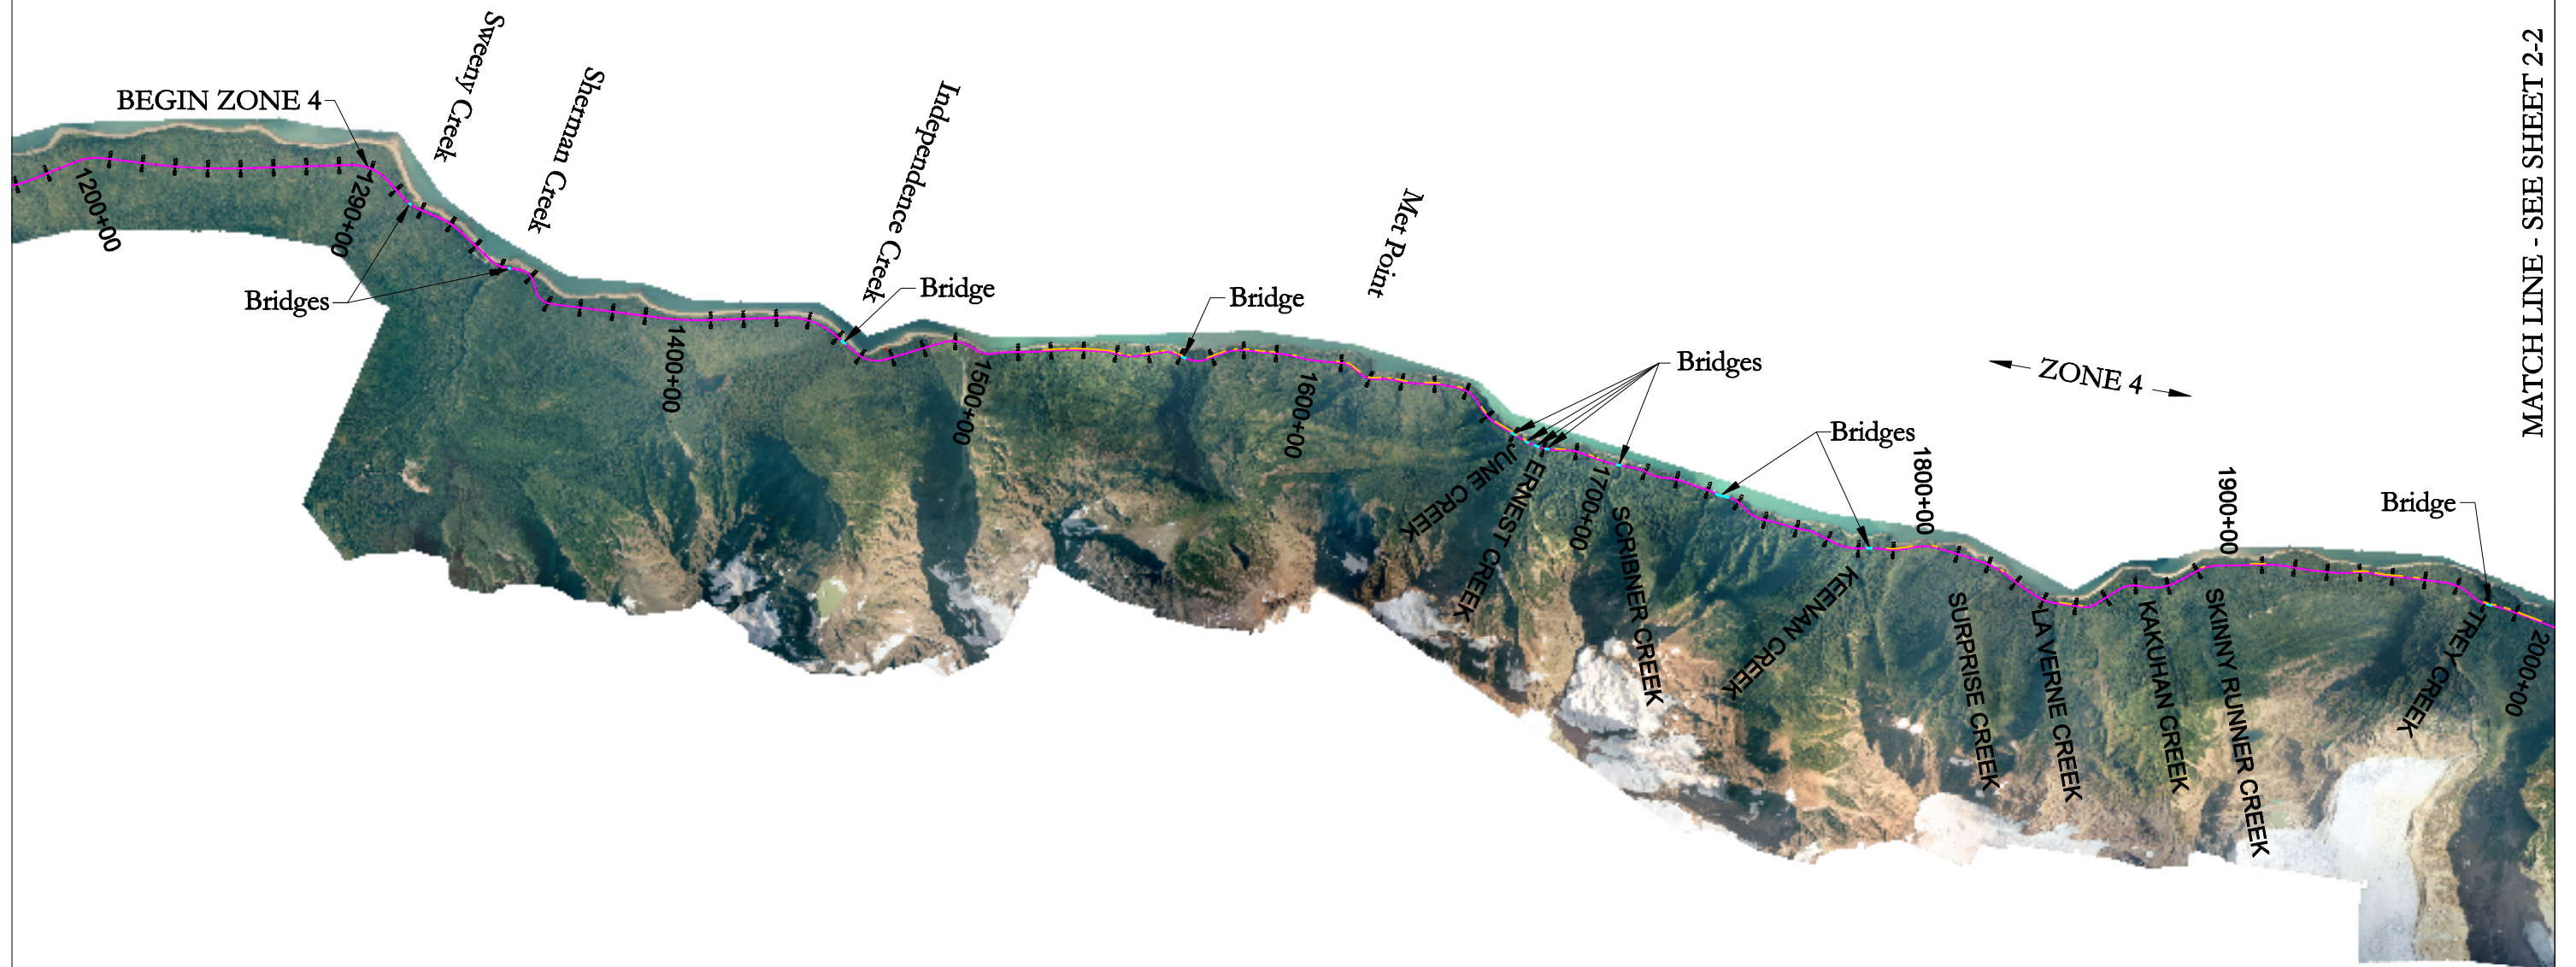 BEGIN ZONE 4
Sweeny Creek
Sherman Creek
Independence Creek
Met Point
MATCH LINE - SEE SHEET 2-2
1200+00
1290+00
Bridges
Bridge
1400+00
1500+00
Bridge
1600+00
Bridges
JUNE CREEK
ERNEST CREEK
1700+00
SCRIBNER CREEK
Bridges
KEENAN CREEK
1800+00
ZONE 4
SURPRISE CREEK
LA VERNE CREEK
KAKUHAN CREEK
1900+00
SKINNY RUNNER CREEK
Bridge
TREY CREEK
2000+00